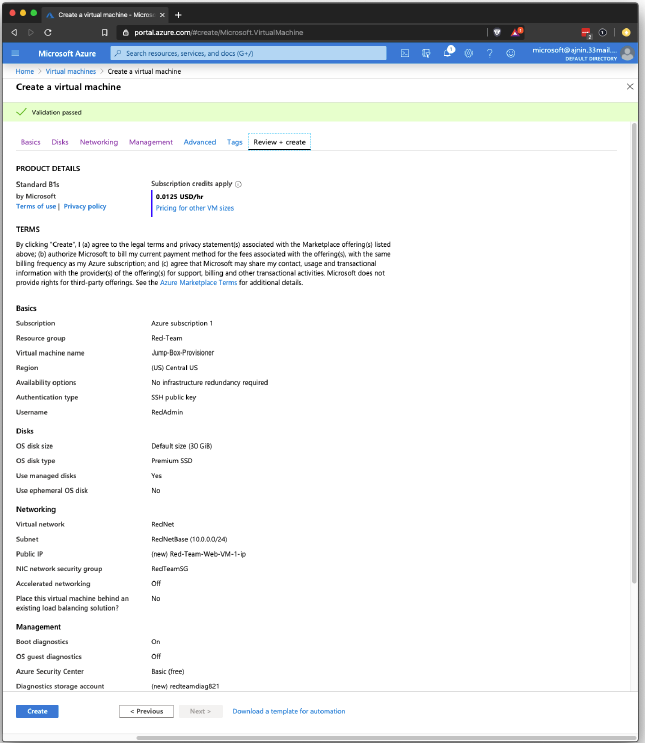 Create a virtual machine - Micros
portal.azure.com/#create/Microsoft.VirtualMachine
2
Microsoft Azure
Search resources, services, and docs (G+/)
1
microsoft@ajnin.33mail....
DEFAULT DIRECTORY
Home > Virtual machines > Create a virtual machine
Create a virtual machine
Validation passed
Basics Disks Networking Management Advanced Tags Review + create
PRODUCT DETAILS
Standard B1s
by Microsoft
Terms of use | Privacy policy
Subscription credits apply
0.0125 USD/hr
Pricing for other VM sizes
TERMS
By clicking "Create", I (a) agree to the legal terms and privacy statement(s) associated with the Marketplace offering(s) listed
above; (b) authorize Microsoft to bill my current payment method for the fees associated with the offering(s), with the same
billing frequency as my Azure subscription; and (c) agree that Microsoft may share my contact, usage and transactional
information with the provider(s) of the offering(s) for support, billing and other transactional activities. Microsoft does not
provide rights for third-party offerings. See the Azure Marketplace Terms for additional details.
Basics
Subscription Azure subscription 1
Resource group Red-Team
Virtual machine name Jump-Box-Provisioner
Region (US) Central US
Availability options No infrastructure redundancy required
Authentication type SSH public key
Username RedAdmin
Disks
OS disk size Default size (30 GiB)
OS disk type Premium SSD
Use managed disks Yes
Use ephemeral OS disk No
Networking
Virtual network RedNet
Subnet RedNetBase (10.0.0.0/24)
Public IP (new) Red-Team-Web-VM-1-ip
NIC network security group RedTeamSG
Accelerated networking Off
Place this virtual machine behind an No
existing load balancing solution?
Management
Boot diagnostics On
OS guest diagnostics Off
Azure Security Center Basic (free)
Diagnostics storage account (new) redteamdiag821
Create < Previous Next > Download a template for automation